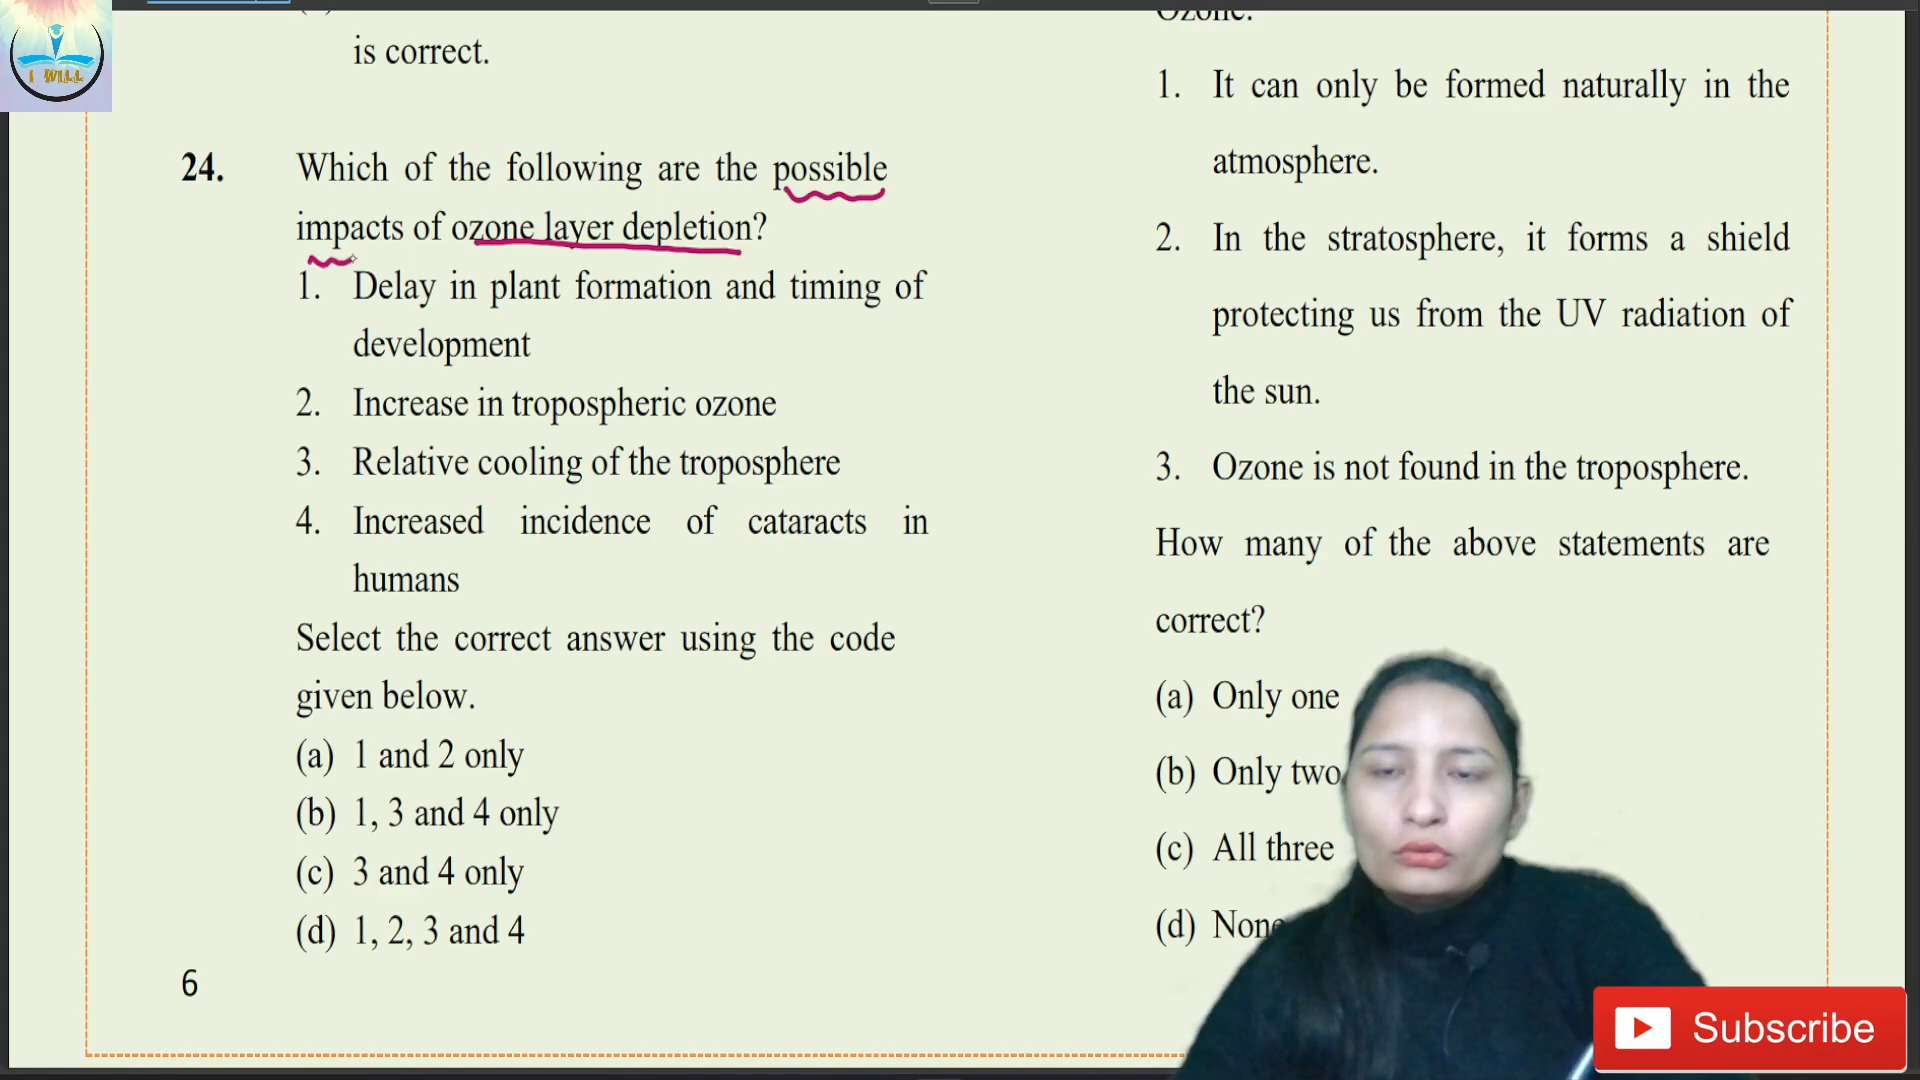 I WILL
is correct.
24. Which of the following are the possible
impacts of ozone layer depletion?
1. Delay in plant formation and timing of
development
2. Increase in tropospheric ozone
3. Relative cooling of the troposphere
4. Increased incidence of cataracts in
humans
Select the correct answer using the code
given below.
(a) 1 and 2 only
(b) 1, 3 and 4 only
(c) 3 and 4 only
(d) 1, 2, 3 and 4
6
Ozone.
1. It can only be formed naturally in the
atmosphere.
2. In the stratosphere, it forms a shield
protecting us from the UV radiation of
the sun.
3. Ozone is not found in the troposphere.
How many of the above statements are
correct?
(a) Only one
(b) Only two
(c) All three
(d) None
Subscribe